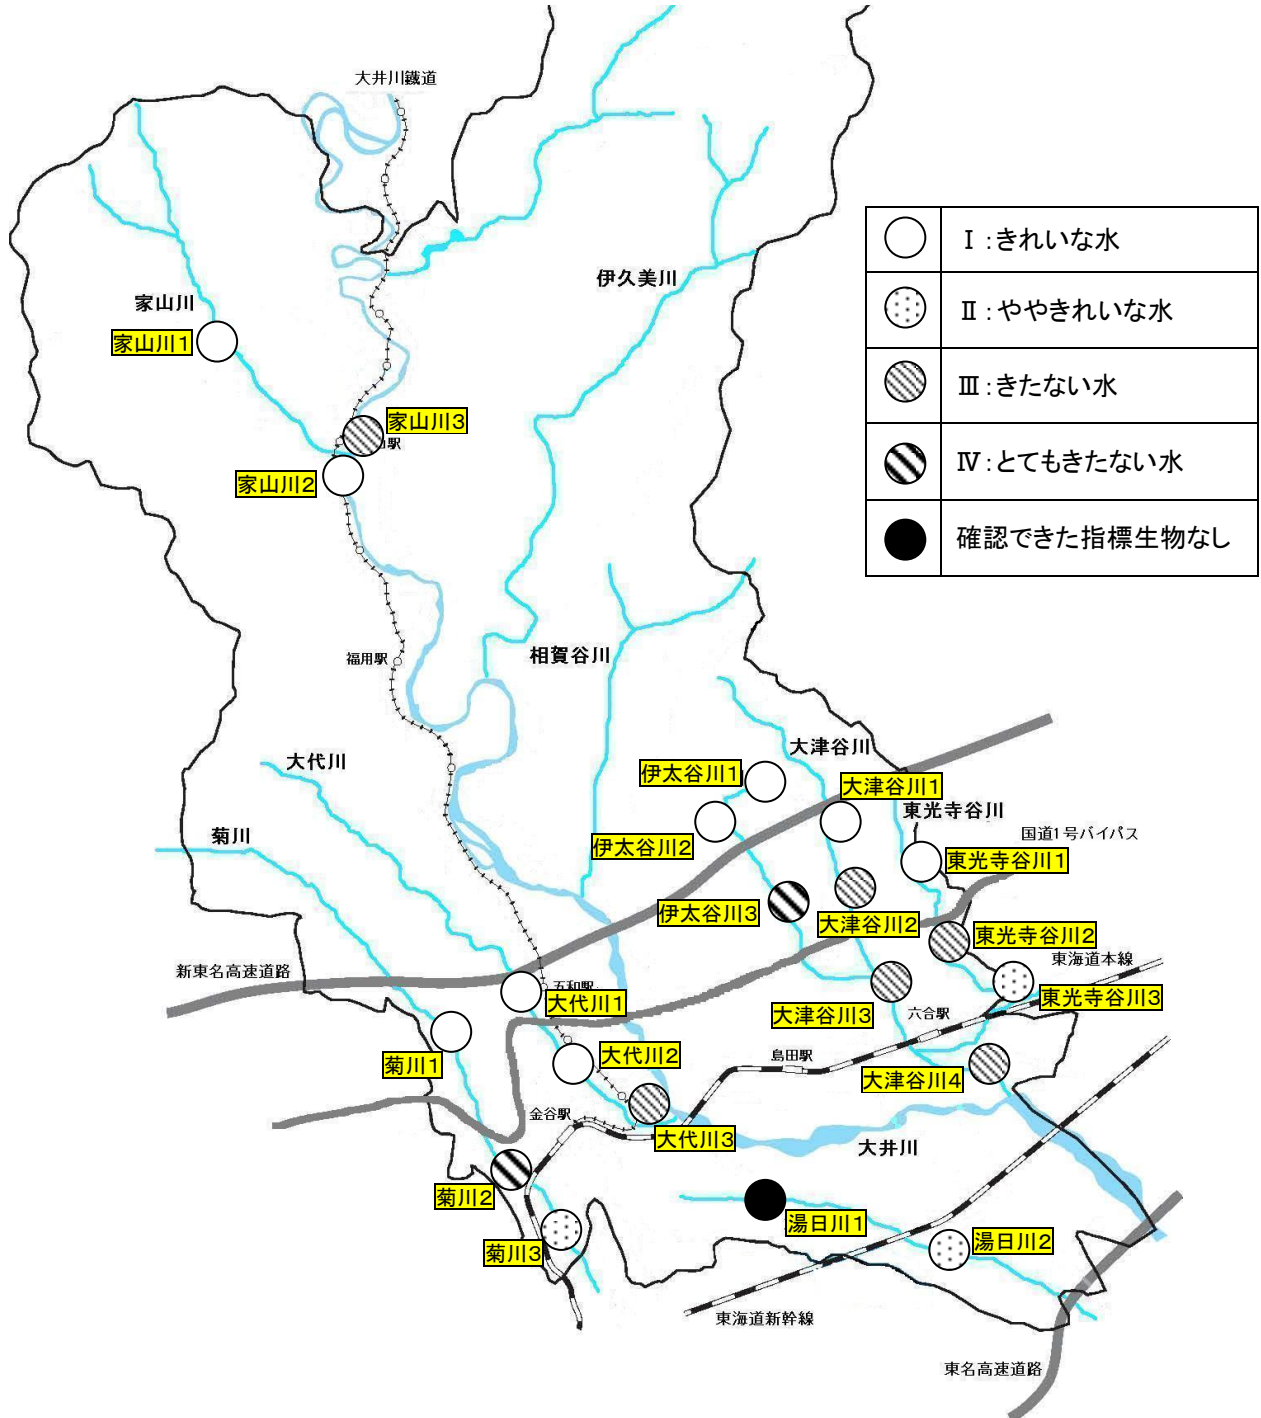 大井川鐵道
Ⅰ:きれいな水
伊久美川
家山川
Ⅱ:ややきれいな水
家山川1
Ⅲ:きたない水
家山川3
駅
Ⅳ:とてもきたない水
家山川2
確認できた指標生物なし
相賀谷川
福用駅
大津谷川
大代川
伊太谷川1
大津谷川1
東光寺谷川
菊川
国道1号バイパス
伊太谷川2
東光寺谷川1
伊太谷川3
大津谷川2
東光寺谷川2
東海道本線
新東名高速道路
五和駅
大代川1
東光寺谷川3
大津谷川3
六合駅
大代川2
島田駅
菊川1
大津谷川4
金谷駅
大代川3
大井川
菊川2
湯日川1
湯日川2
菊川3
東海道新幹線
東名高速道路